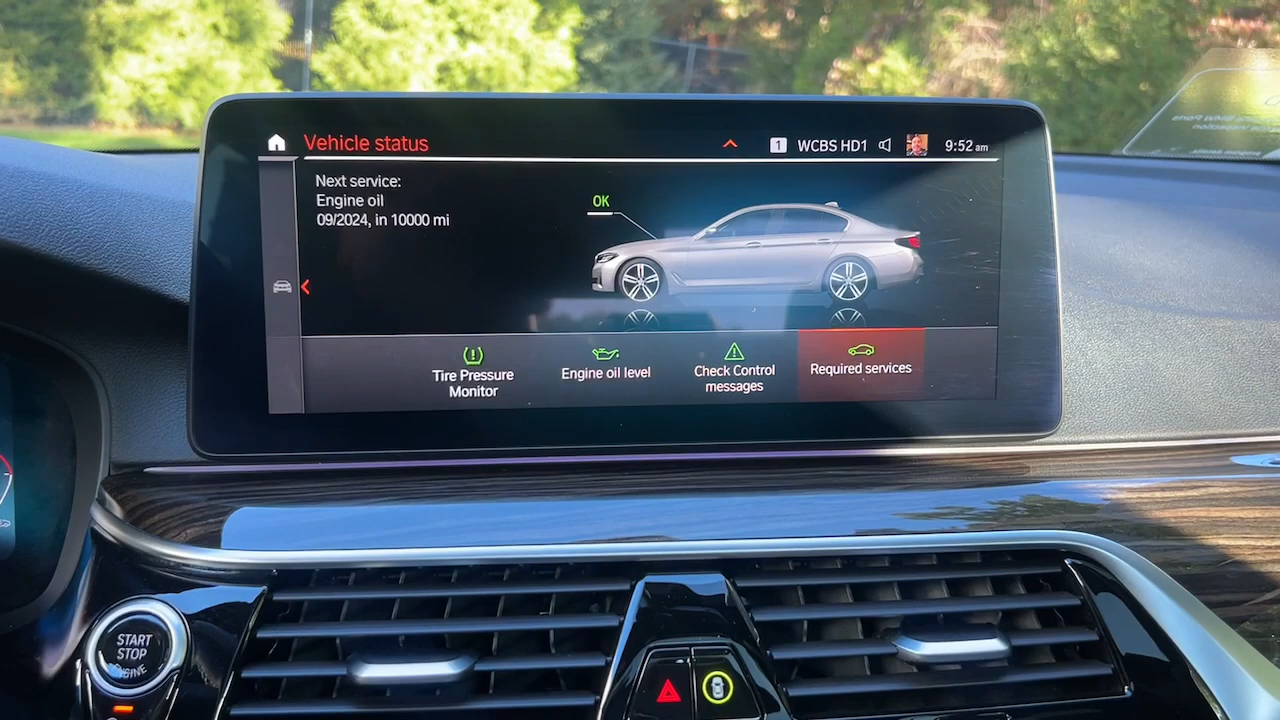 Vehicle status
1 WCBS HD1 9:52 am
Next service:
Engine oil
09/2024, in 10000 mi
OK
Tire Pressure
Monitor
Engine oil level
Check Control
messages
Required services
START
STOP
ENGINE